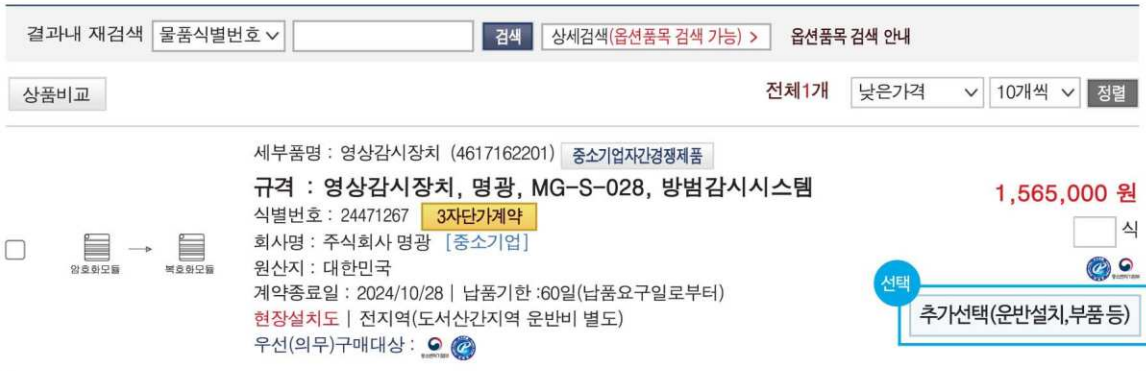 결과내 재검색 물품식별번호 검색 상세검색(옵션품목 검색 가능) > 옵션품목 검색 안내
상품비교 전체1개 낮은가격 10개씩 정렬
세부품명 : 영상감시장치 (4617162201) 중소기업자간경쟁제품
규격 : 영상감시장치, 명광, MG-S-028, 방범감시시스템
1,565,000 원
식별번호 : 24471267 3자단가계약
식
회사명 : 주식회사 명광 [중소기업]
암호화모듈 복호화모듈
원산지 : 대한민국
계약종료일 : 2024/10/28 | 납품기한 :60일(납품요구일로부터)
선택
현장설치도 | 전지역(도서산간지역 운반비 별도)
추가선택(운반설치,부품 등)
우선(의무)구매대상 :